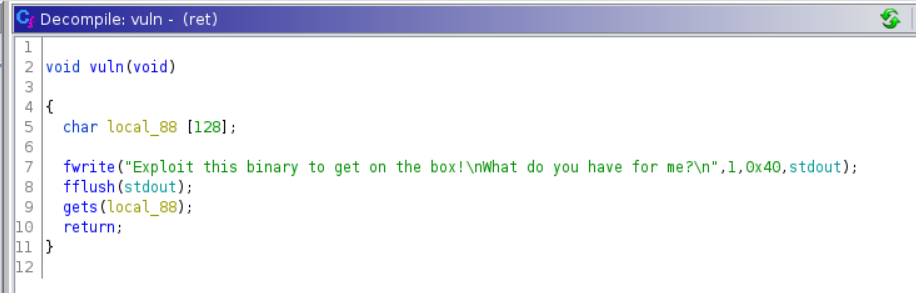 Decompile: vuln - (ret)
1
2 void vuln(void)
3
4 {
5 char local_88 [128];
6
7 fwrite("Exploit this binary to get on the box!\nWhat do you have for me?\n",1,0x40,stdout);
8 fflush(stdout);
9 gets(local_88);
10 return;
11 }
12